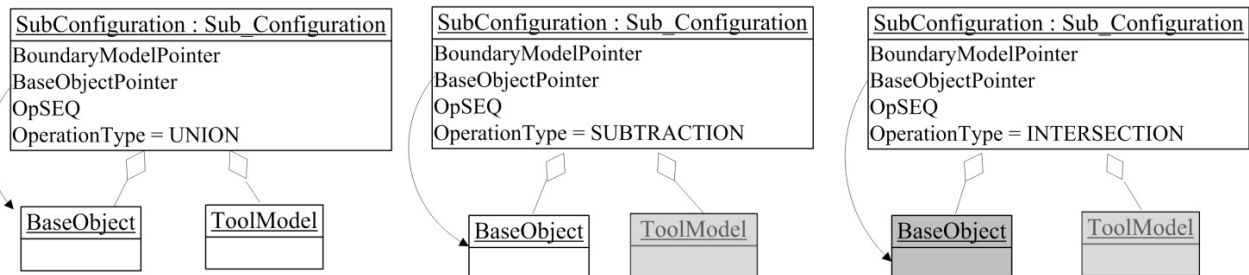 SubConfiguration : Sub_Configuration
BoundaryModelPointer
BaseObjectPointer
OpSEQ
OperationType = UNION
BaseObject
ToolModel
SubConfiguration : Sub_Configuration
BoundaryModelPointer
BaseObjectPointer
OpSEQ
OperationType = SUBTRACTION
BaseObject
ToolModel
SubConfiguration : Sub_Configuration
BoundaryModelPointer
BaseObjectPointer
OpSEQ
OperationType = INTERSECTION
BaseObject
ToolModel